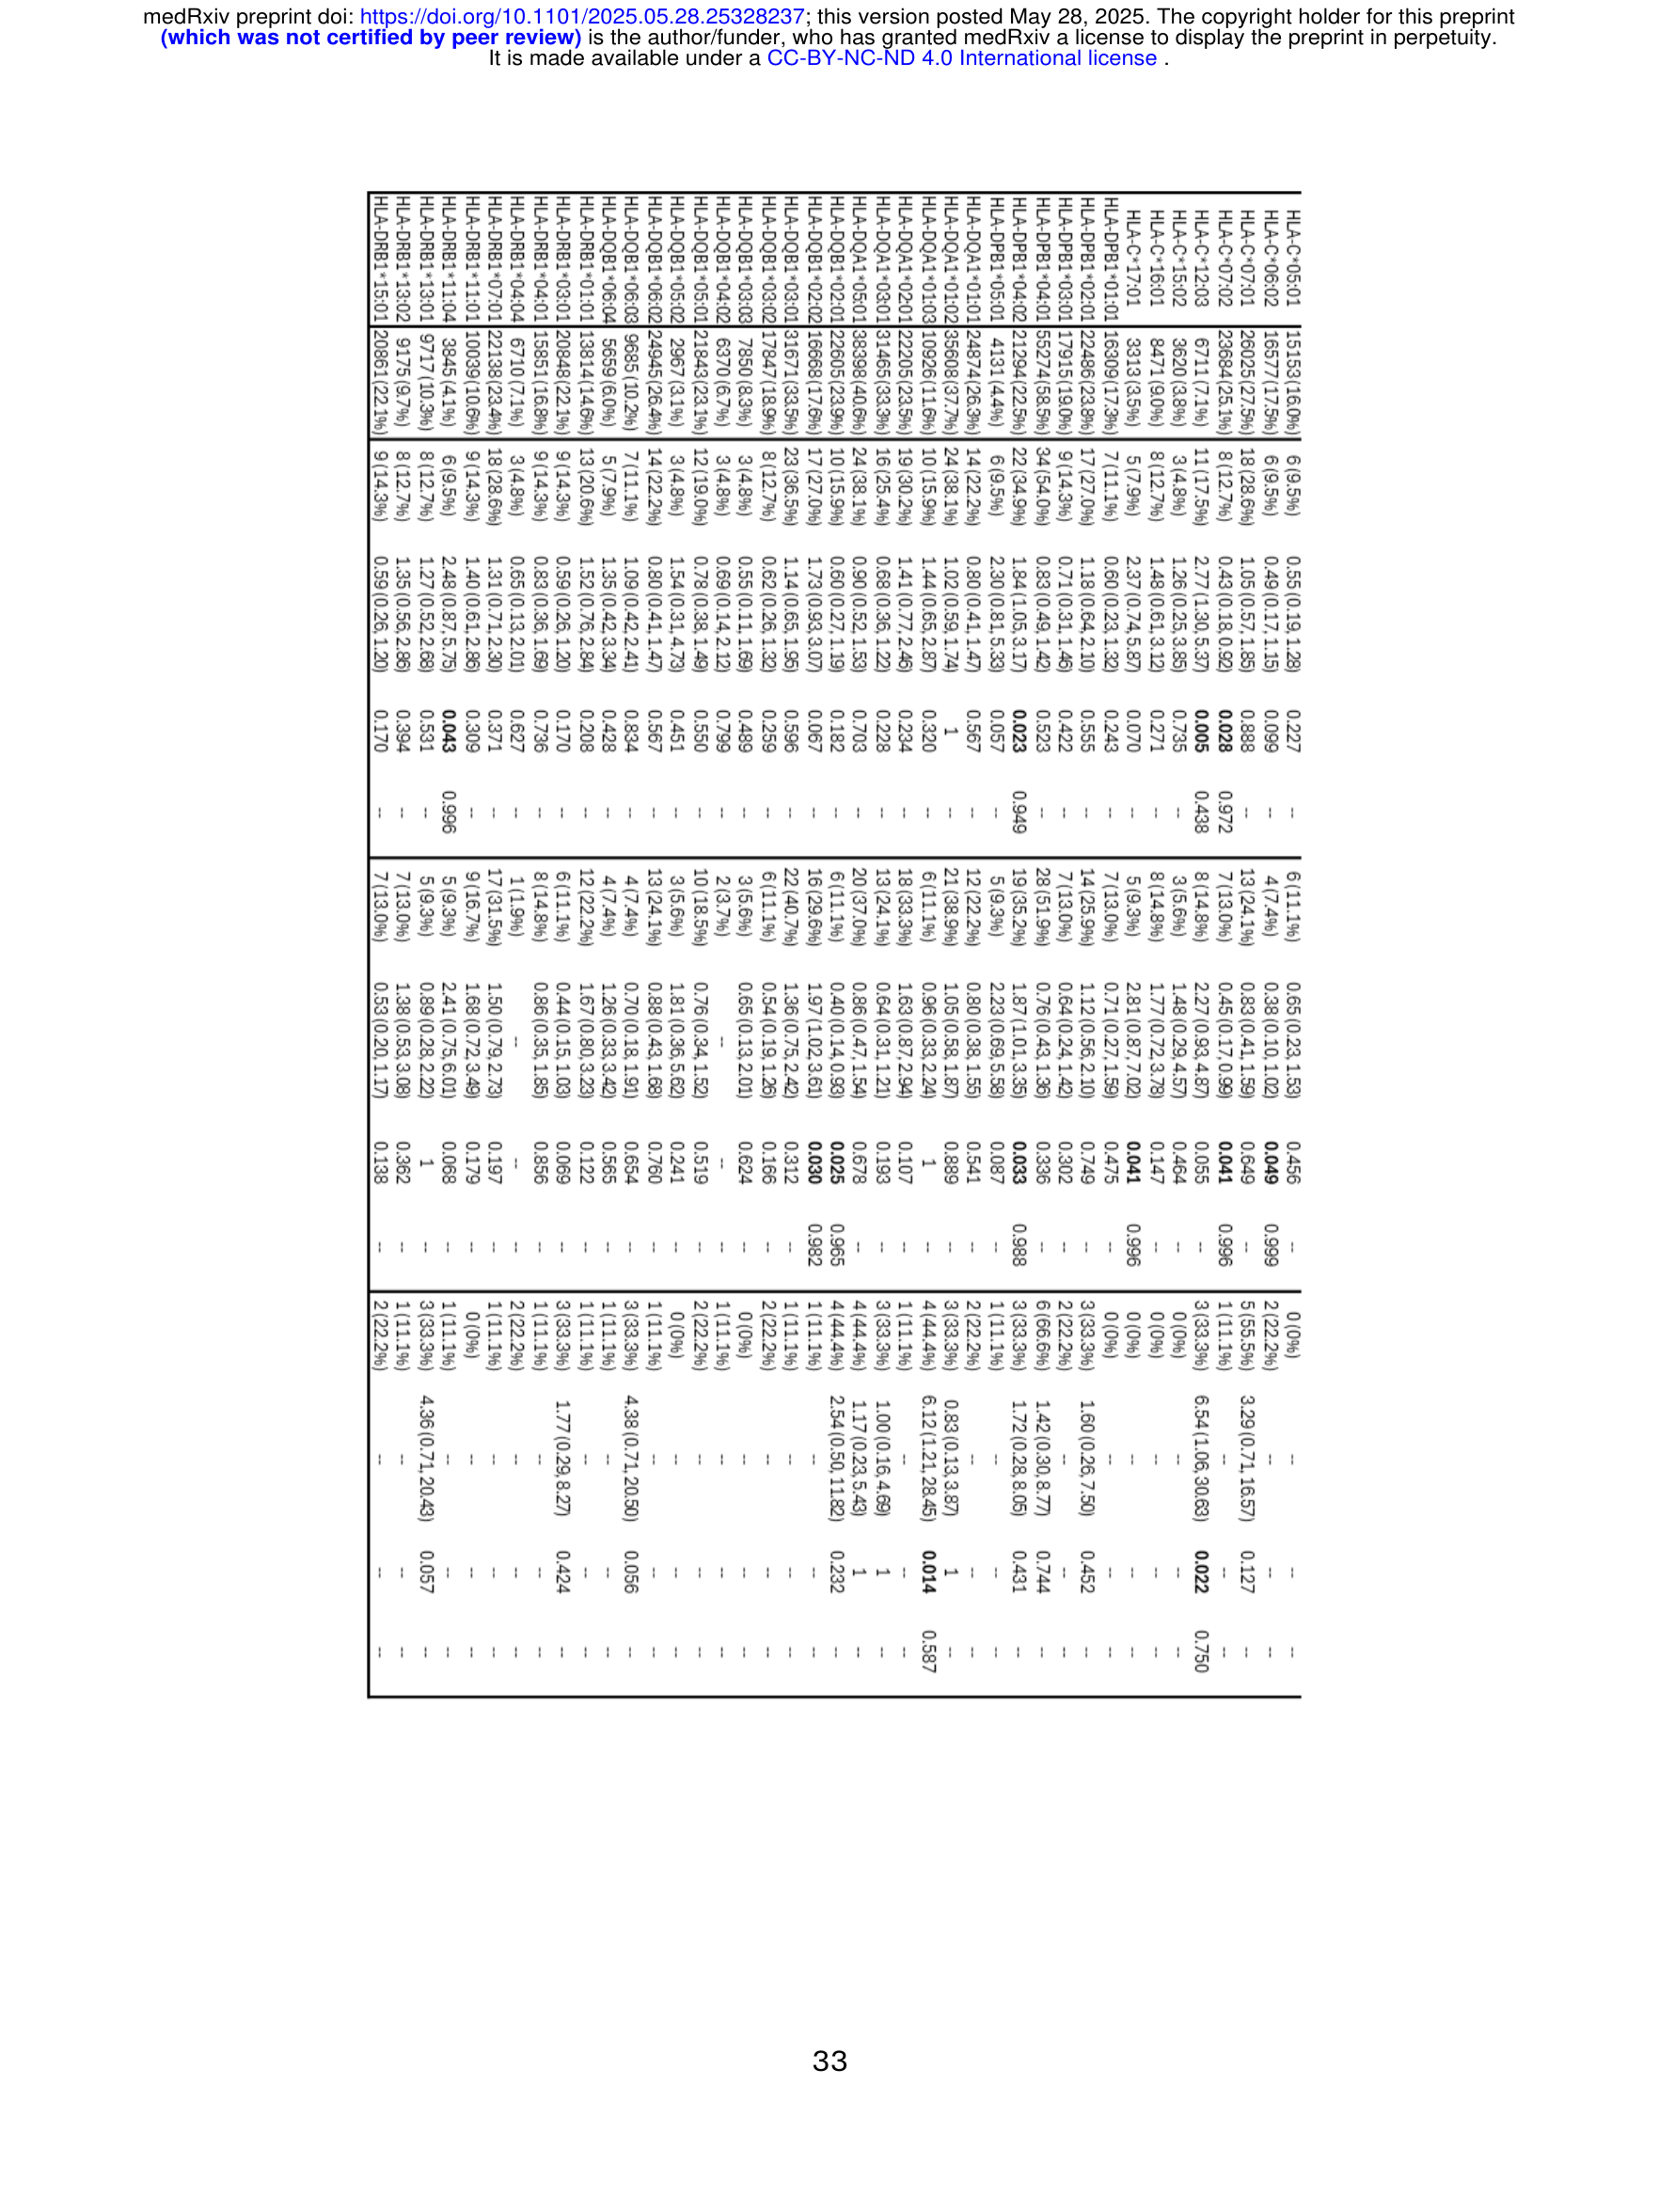 medRxiv preprint doi: https://doi.org/10.1101/2025.05.28.25328237; this version posted May 28, 2025. The copyright holder for this preprint
(which was not certified by peer review) is the author/funder, who has granted medRxiv a license to display the preprint in perpetuity.
It is made available under a CC-BY-NC-ND 4.0 International license .
HLA-C*05:01 15153(16.0%) 6 (9.5%) 0.55 (0.19, 1.28) 0.227 -- 6 (11.1%) 0.65 (0.23, 1.53) 0.456 -- 0 (0%) -- -- --
HLA-C*06:02 16577(17.5%) 6 (9.5%) 0.49 (0.17, 1.15) 0.099 -- 4 (7.4%) 0.38 (0.10, 1.02) 0.049 0.999 2 (22.2%) -- -- --
HLA-C*07:01 26025(27.5%) 18 (28.6%) 1.05 (0.57, 1.85) 0.888 -- 13 (24.1%) 0.83 (0.41, 1.59) 0.649 -- 5 (55.5%) 3.29 (0.71, 16.57) 0.127 --
HLA-C*07:02 23684(25.1%) 8 (12.7%) 0.43 (0.18, 0.92) 0.028 0.972 7 (13.0%) 0.45 (0.17, 0.99) 0.041 0.996 1 (11.1%) -- -- --
HLA-C*12:03 6711 (7.1%) 11 (17.5%) 2.77 (1.30, 5.37) 0.005 0.438 8 (14.8%) 2.27 (0.93, 4.87) 0.055 -- 3 (33.3%) 6.54 (1.06, 30.63) 0.022 0.750
HLA-C*15:02 3620 (3.8%) 3 (4.8%) 1.26 (0.25, 3.85) 0.735 -- 3 (5.6%) 1.48 (0.29, 4.57) 0.464 -- 0 (0%) -- -- --
HLA-C*16:01 8471 (9.0%) 8 (12.7%) 1.48 (0.61, 3.12) 0.271 -- 8 (14.8%) 1.77 (0.72, 3.78) 0.147 -- 0 (0%) -- -- --
HLA-C*17:01 3313 (3.5%) 5 (7.9%) 2.37 (0.74, 5.87) 0.070 -- 5 (9.3%) 2.81 (0.87, 7.02) 0.041 0.996 0 (0%) -- -- --
HLA-DPB1*01:01 16309(17.3%) 7 (11.1%) 0.60 (0.23, 1.32) 0.243 -- 7 (13.0%) 0.71 (0.27, 1.59) 0.475 -- 0 (0%) -- -- --
HLA-DPB1*02:01 22486(23.8%) 17 (27.0%) 1.18 (0.64, 2.10) 0.555 -- 14 (25.9%) 1.12 (0.56, 2.10) 0.749 -- 3 (33.3%) 1.60 (0.26, 7.50) 0.452 --
HLA-DPB1*03:01 17915(19.0%) 9 (14.3%) 0.71 (0.31, 1.46) 0.422 -- 7 (13.0%) 0.64 (0.24, 1.42) 0.302 -- 2 (22.2%) -- -- --
HLA-DPB1*04:01 55274(58.5%) 34 (54.0%) 0.83 (0.49, 1.42) 0.523 -- 28 (51.9%) 0.76 (0.43, 1.36) 0.336 -- 6 (66.6%) 1.42 (0.30, 8.77) 0.744 --
HLA-DPB1*04:02 21294(22.5%) 22 (34.9%) 1.84 (1.05, 3.17) 0.023 0.949 19 (35.2%) 1.87 (1.01, 3.35) 0.033 0.988 3 (33.3%) 1.72 (0.28, 8.05) 0.431 --
HLA-DPB1*05:01 4131 (4.4%) 6 (9.5%) 2.30 (0.81, 5.33) 0.057 -- 5 (9.3%) 2.23 (0.69, 5.58) 0.087 -- 1 (11.1%) -- -- --
HLA-DQA1*01:01 24874(26.3%) 14 (22.2%) 0.80 (0.41, 1.47) 0.567 -- 12 (22.2%) 0.80 (0.38, 1.55) 0.541 -- 2 (22.2%) -- -- --
HLA-DQA1*01:02 35608(37.7%) 24 (38.1%) 1.02 (0.59, 1.74) 1 -- 21 (38.9%) 1.05 (0.58, 1.87) 0.889 -- 3 (33.3%) 0.83 (0.13, 3.87) 1 --
HLA-DQA1*01:03 10926(11.6%) 10 (15.9%) 1.44 (0.65, 2.87) 0.320 -- 6 (11.1%) 0.96 (0.33, 2.24) 1 -- 4 (44.4%) 6.12 (1.21, 28.45) 0.014 0.587
HLA-DQA1*02:01 22205(23.5%) 19 (30.2%) 1.41 (0.77, 2.46) 0.234 -- 18 (33.3%) 1.63 (0.87, 2.94) 0.107 -- 1 (11.1%) -- -- --
HLA-DQA1*03:01 31465(33.3%) 16 (25.4%) 0.68 (0.36, 1.22) 0.228 -- 13 (24.1%) 0.64 (0.31, 1.21) 0.193 -- 3 (33.3%) 1.00 (0.16, 4.69) 1 --
HLA-DQA1*05:01 38398(40.6%) 24 (38.1%) 0.90 (0.52, 1.53) 0.703 -- 20 (37.0%) 0.86 (0.47, 1.54) 0.678 -- 4 (44.4%) 1.17 (0.23, 5.43) 1 --
HLA-DQB1*02:01 22605(23.9%) 10 (15.9%) 0.60 (0.27, 1.19) 0.182 -- 6 (11.1%) 0.40 (0.14, 0.93) 0.025 0.965 4 (44.4%) 2.54 (0.50, 11.82) 0.232 --
HLA-DQB1*02:02 16668(17.6%) 17 (27.0%) 1.73 (0.93, 3.07) 0.067 -- 16 (29.6%) 1.97 (1.02, 3.61) 0.030 0.982 1 (11.1%) -- -- --
HLA-DQB1*03:01 31671(33.5%) 23 (36.5%) 1.14 (0.65, 1.95) 0.596 -- 22 (40.7%) 1.36 (0.75, 2.42) 0.312 -- 1 (11.1%) -- -- --
HLA-DQB1*03:02 17847(18.9%) 8 (12.7%) 0.62 (0.26, 1.32) 0.259 -- 6 (11.1%) 0.54 (0.19, 1.26) 0.166 -- 2 (22.2%) -- -- --
HLA-DQB1*03:03 7850 (8.3%) 3 (4.8%) 0.55 (0.11, 1.69) 0.489 -- 3 (5.6%) 0.65 (0.13, 2.01) 0.624 -- 0 (0%) -- -- --
HLA-DQB1*04:02 6370 (6.7%) 3 (4.8%) 0.69 (0.14, 2.12) 0.799 -- 2 (3.7%) -- -- -- 1 (11.1%) -- -- --
HLA-DQB1*05:01 21843(23.1%) 12 (19.0%) 0.78 (0.38, 1.49) 0.550 -- 10 (18.5%) 0.76 (0.34, 1.52) 0.519 -- 2 (22.2%) -- -- --
HLA-DQB1*05:02 2967 (3.1%) 3 (4.8%) 1.54 (0.31, 4.73) 0.451 -- 3 (5.6%) 1.81 (0.36, 5.62) 0.241 -- 0 (0%) -- -- --
HLA-DQB1*06:02 24945(26.4%) 14 (22.2%) 0.80 (0.41, 1.47) 0.567 -- 13 (24.1%) 0.88 (0.43, 1.68) 0.760 -- 1 (11.1%) -- -- --
HLA-DQB1*06:03 9685 (10.2%) 7 (11.1%) 1.09 (0.42, 2.41) 0.834 -- 4 (7.4%) 0.70 (0.18, 1.91) 0.654 -- 3 (33.3%) 4.38 (0.71, 20.50) 0.056 --
HLA-DQB1*06:04 5659 (6.0%) 5 (7.9%) 1.35 (0.42, 3.34) 0.428 -- 4 (7.4%) 1.26 (0.33, 3.42) 0.565 -- 1 (11.1%) -- -- --
HLA-DRB1*01:01 13814(14.6%) 13 (20.6%) 1.52 (0.76, 2.84) 0.208 -- 12 (22.2%) 1.67 (0.80, 3.23) 0.122 -- 1 (11.1%) -- -- --
HLA-DRB1*03:01 20848(22.1%) 9 (14.3%) 0.59 (0.26, 1.20) 0.170 -- 6 (11.1%) 0.44 (0.15, 1.03) 0.069 -- 3 (33.3%) 1.77 (0.29, 8.27) 0.424 --
HLA-DRB1*04:01 15851(16.8%) 9 (14.3%) 0.83 (0.36, 1.69) 0.736 -- 8 (14.8%) 0.86 (0.35, 1.85) 0.856 -- 1 (11.1%) -- -- --
HLA-DRB1*04:04 6710 (7.1%) 3 (4.8%) 0.65 (0.13, 2.01) 0.627 -- 1 (1.9%) -- -- -- 2 (22.2%) -- -- --
HLA-DRB1*07:01 22138(23.4%) 18 (28.6%) 1.31 (0.71, 2.30) 0.371 -- 17 (31.5%) 1.50 (0.79, 2.73) 0.197 -- 1 (11.1%) -- -- --
HLA-DRB1*11:01 10039(10.6%) 9 (14.3%) 1.40 (0.61, 2.86) 0.309 -- 9 (16.7%) 1.68 (0.72, 3.49) 0.179 -- 0 (0%) -- -- --
HLA-DRB1*11:04 3845 (4.1%) 6 (9.5%) 2.48 (0.87, 5.75) 0.043 0.996 5 (9.3%) 2.41 (0.75, 6.01) 0.068 -- 1 (11.1%) -- -- --
HLA-DRB1*13:01 9717 (10.3%) 8 (12.7%) 1.27 (0.52, 2.68) 0.531 -- 5 (9.3%) 0.89 (0.28, 2.22) 1 -- 3 (33.3%) 4.36 (0.71, 20.43) 0.057 --
HLA-DRB1*13:02 9175 (9.7%) 8 (12.7%) 1.35 (0.56, 2.86) 0.394 -- 7 (13.0%) 1.38 (0.53, 3.08) 0.362 -- 1 (11.1%) -- -- --
HLA-DRB1*15:01 20861(22.1%) 9 (14.3%) 0.59 (0.26, 1.20) 0.170 -- 7 (13.0%) 0.53 (0.20, 1.17) 0.138 -- 2 (22.2%) -- -- --
33